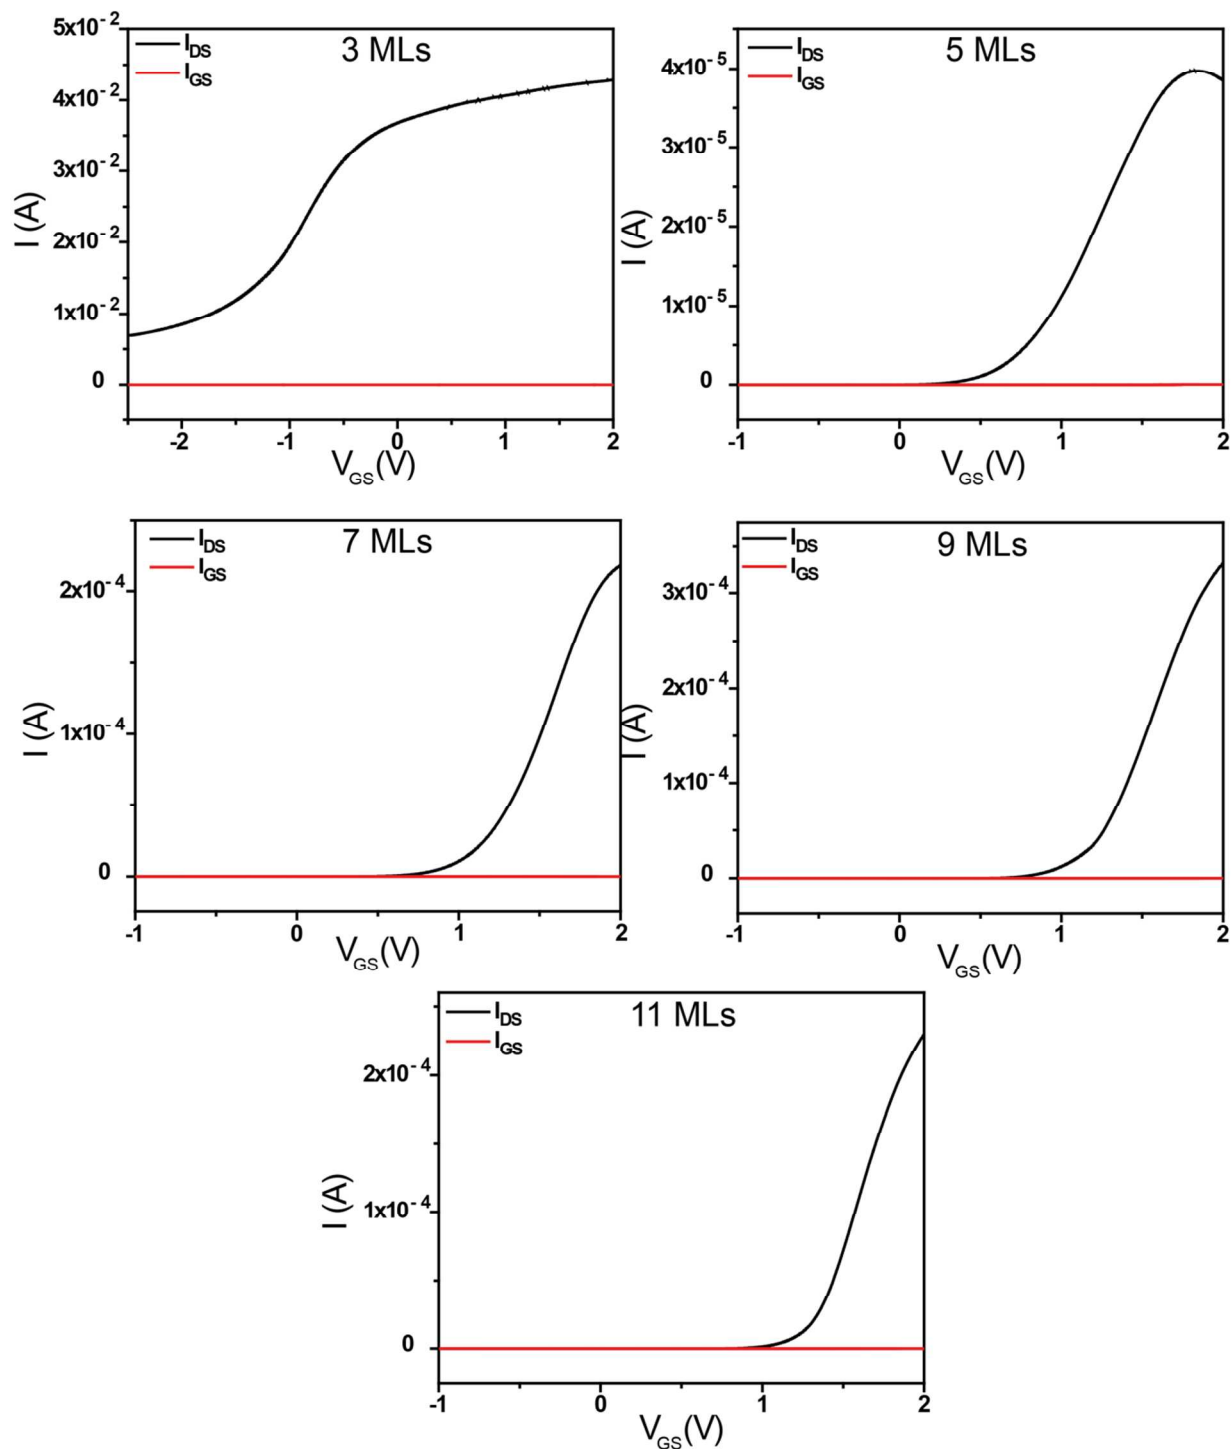 3 MLs
I_DS
I_GS
5x10⁻²
4x10⁻²
3x10⁻²
2x10⁻²
1x10⁻²
0
I (A)
-2 -1 0 1 2
V_GS(V)
5 MLs
I_DS
I_GS
4x10⁻⁵
3x10⁻⁵
2x10⁻⁵
1x10⁻⁵
0
I (A)
-1 0 1 2
V_GS(V)
7 MLs
I_DS
I_GS
2x10⁻⁴
1x10⁻⁴
0
I (A)
-1 0 1 2
V_GS(V)
9 MLs
I_DS
I_GS
3x10⁻⁴
2x10⁻⁴
1x10⁻⁴
0
I (A)
-1 0 1 2
V_GS(V)
11 MLs
I_DS
I_GS
2x10⁻⁴
1x10⁻⁴
0
I (A)
-1 0 1 2
V_GS(V)